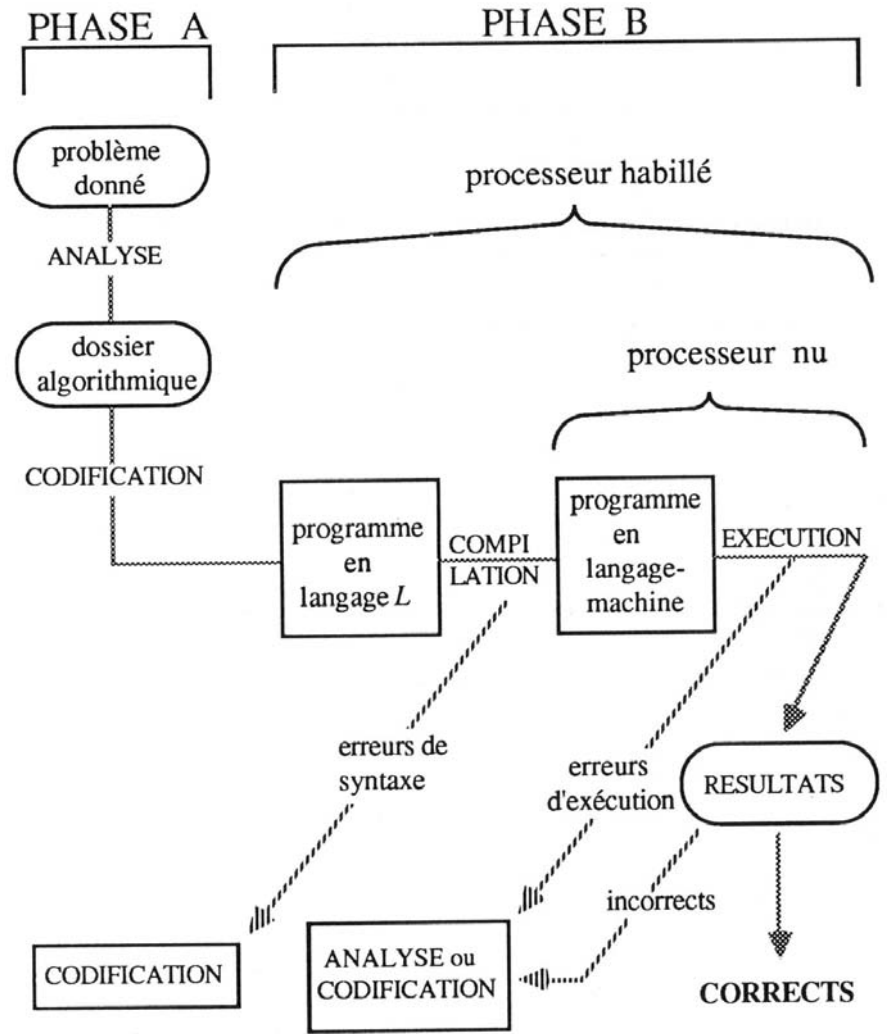 PHASE A
PHASE B
problème
donné
processeur habillé
ANALYSE
dossier
algorithmique
processeur nu
CODIFICATION
programme
en
langage L
COMPI
LATION
programme
en
langage-
machine
EXECUTION
erreurs de
syntaxe
erreurs
d'exécution
RESULTATS
incorrects
CODIFICATION
ANALYSE ou
CODIFICATION
CORRECTS